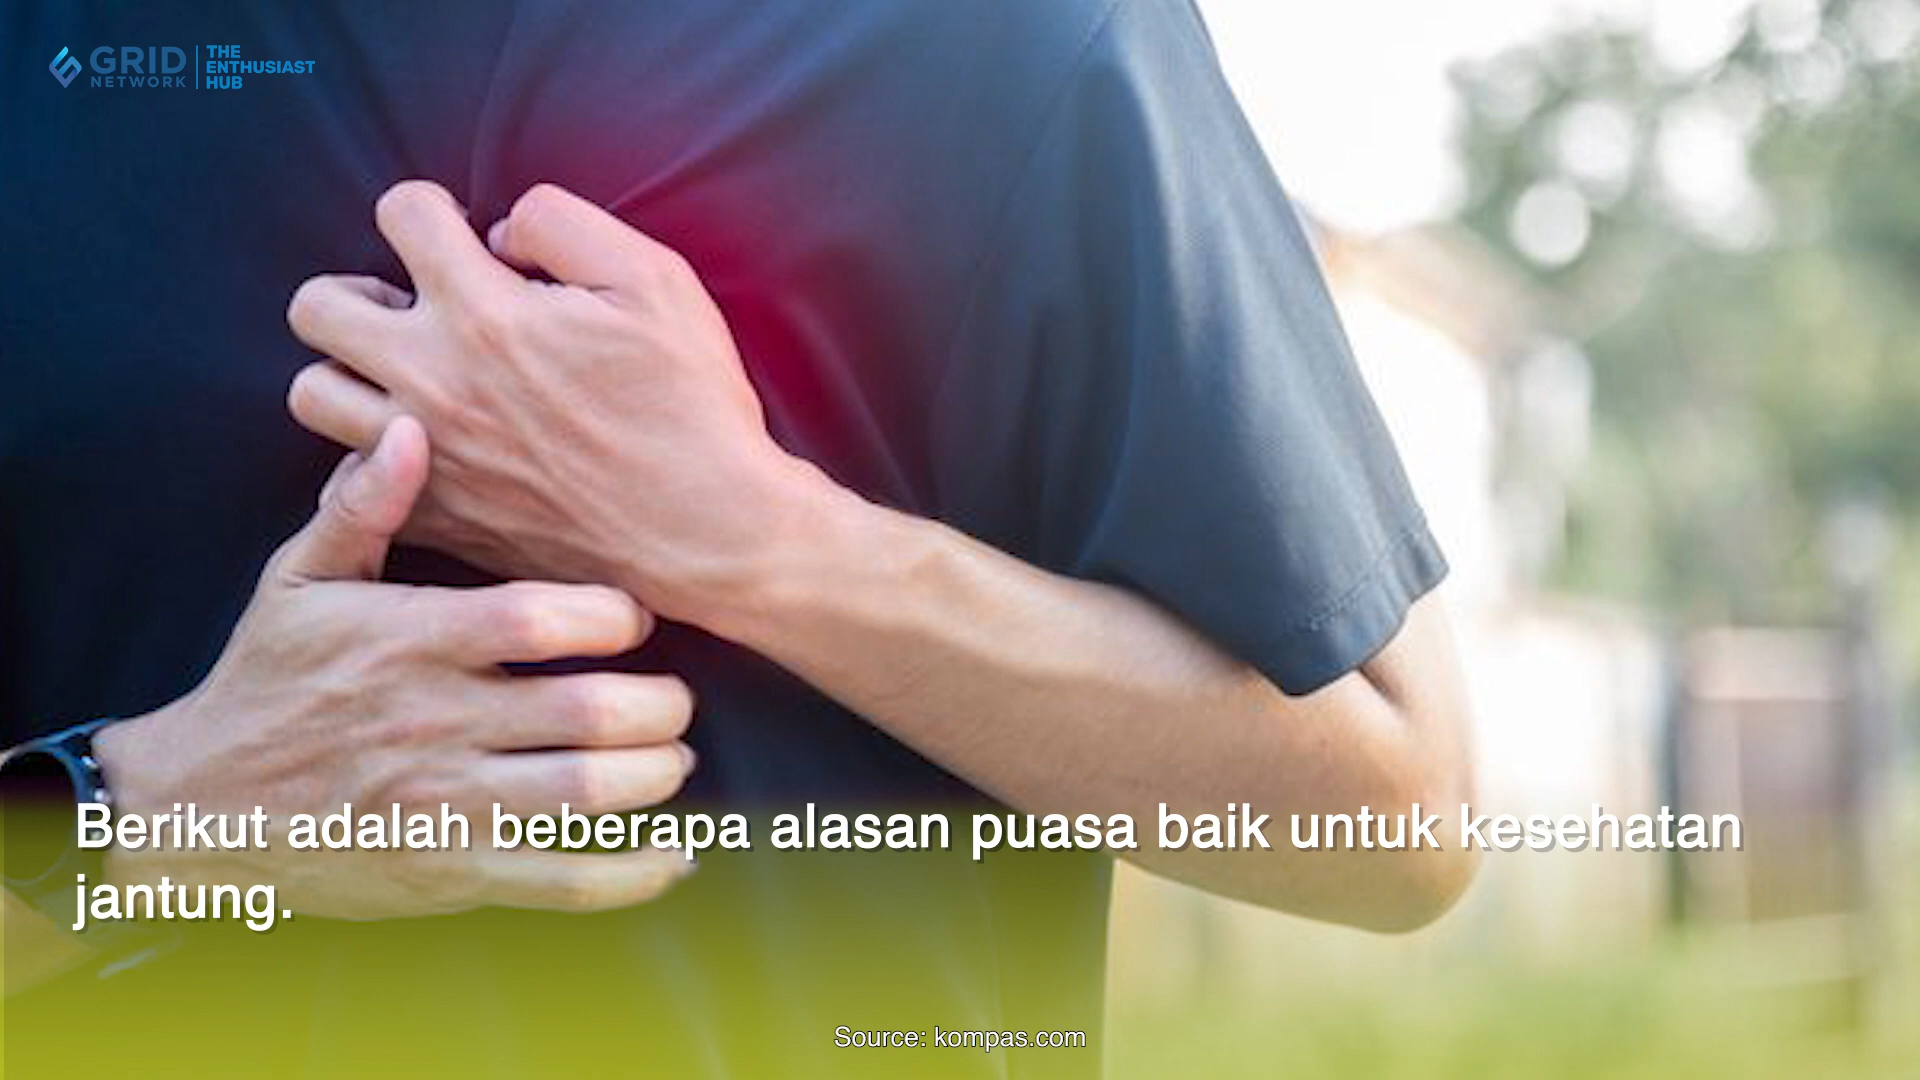 GRID
NETWORK
THE
ENTHUSIAST
HUB
Berikut adalah beberapa alasan puasa baik untuk kesehatan
jantung.
Source: kompas.com